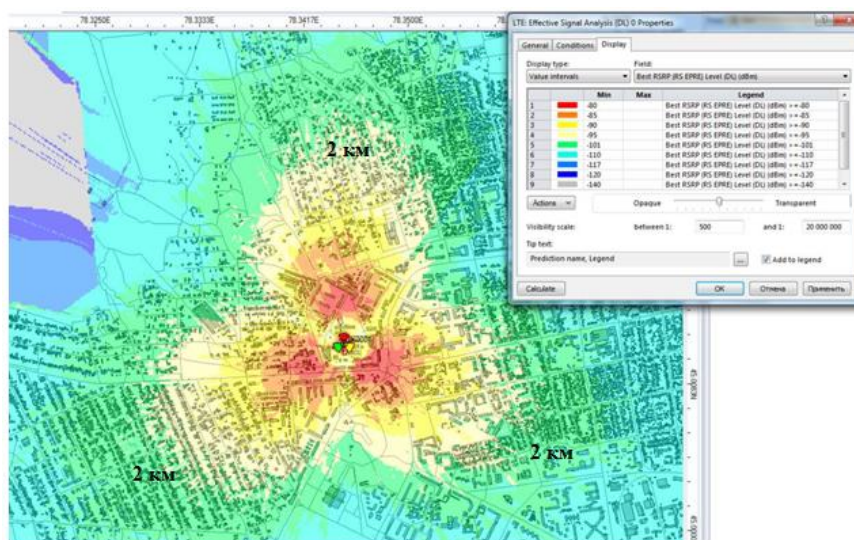 78.3250E 78.3333E 78.3417E 78.3500E
2 км
2 км
2 км
LTE: Effective Signal Analysis (DL) 0 Properties
General Conditions Display
Display type: Field:
Value intervals Best RSRP (RS EPRE) Level (DL) (dBm)
Min Max Legend
1 -80 Best RSRP (RS EPRE) Level (DL) (dBm) >=-80
2 -85 Best RSRP (RS EPRE) Level (DL) (dBm) >=-85
3 -90 Best RSRP (RS EPRE) Level (DL) (dBm) >=-90
4 -95 Best RSRP (RS EPRE) Level (DL) (dBm) >=-95
5 -101 Best RSRP (RS EPRE) Level (DL) (dBm) >=-101
6 -110 Best RSRP (RS EPRE) Level (DL) (dBm) >=-110
7 -117 Best RSRP (RS EPRE) Level (DL) (dBm) >=-117
8 -120 Best RSRP (RS EPRE) Level (DL) (dBm) >=-120
9 -140 Best RSRP (RS EPRE) Level (DL) (dBm) >=-140
Actions Opaque Transparent
Visibility scale: between 1: 500 and 1: 20 000 000
Tip text:
Prediction name, Legend ... Add to legend
Calculate OK Отмена Применить